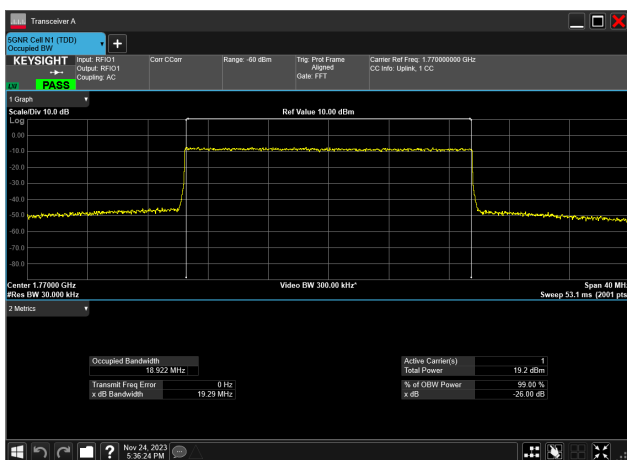 Transceiver A
5GNR Cell N1 (TDD)
Occupied BW
KEYSIGHT
LXI
PASS
Input: RFIO1
Output: RFIO1
Coupling: AC
Corr CCorr
Range: -60 dBm
Trig: Prot Frame
Aligned
Gate: FFT
Carrier Ref Freq: 1.770000000 GHz
CC Info: Uplink, 1 CC
1 Graph
Scale/Div 10.0 dB
Ref Value 10.00 dBm
Log
0.00
-10.0
-20.0
-30.0
-40.0
-50.0
-60.0
-70.0
-80.0
Center 1.77000 GHz
Video BW 300.00 kHz*
Span 40 MH
#Res BW 30.000 kHz
Sweep 53.1 ms (2001 pts
2 Metrics
Occupied Bandwidth
18.922 MHz
Transmit Freq Error 0 Hz
x dB Bandwidth 19.29 MHz
Active Carrier(s) 1
Total Power 19.2 dBm
% of OBW Power 99.00 %
x dB -26.00 dB
?
Nov 24, 2023
5:36:24 PM